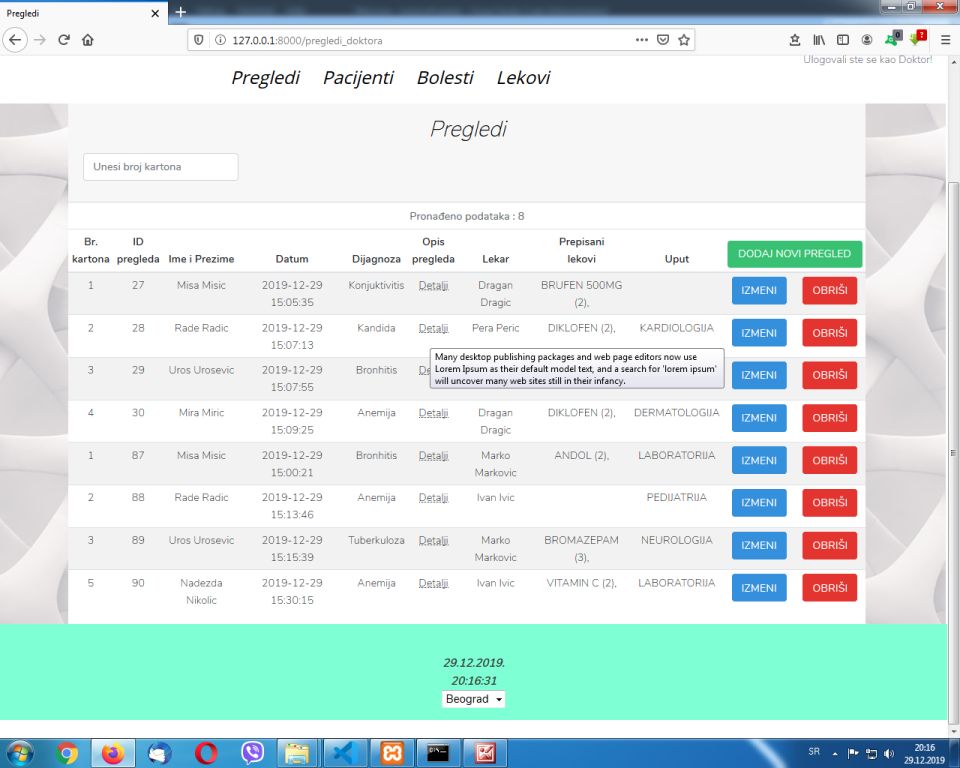 Pregledi
127.0.0.1:8000/pregledi_doktora
0
?
Ulogovali ste se kao Doktor!
Pregledi Pacijenti Bolesti Lekovi
Pregledi
Unesi broj kartona
Pronađeno podataka : 8
Br. kartona ID pregleda Ime i Prezime Datum Dijagnoza Opis pregleda Lekar Prepisani lekovi Uput DODAJ NOVI PREGLED
1 27 Misa Misic 2019-12-29 15:05:35 Konjuktivitis Detalji Dragan Dragic BRUFEN 500MG (2), IZMENI OBRIŠI
2 28 Rade Radic 2019-12-29 15:07:13 Kandida Detalji Pera Peric DIKLOFEN (2), KARDIOLOGIJA IZMENI OBRIŠI
Many desktop publishing packages and web page editors now use
Lorem Ipsum as their default model text, and a search for 'lorem ipsum'
will uncover many web sites still in their infancy.
3 29 Uros Urosevic 2019-12-29 15:07:55 Bronhitis IZMENI OBRIŠI
4 30 Mira Miric 2019-12-29 15:09:25 Anemija Detalji Dragan Dragic DIKLOFEN (2), DERMATOLOGIJA IZMENI OBRIŠI
1 87 Misa Misic 2019-12-29 15:00:21 Bronhitis Detalji Marko Markovic ANDOL (2), LABORATORIJA IZMENI OBRIŠI
2 88 Rade Radic 2019-12-29 15:13:46 Anemija Detalji Ivan Ivic PEDIJATRIJA IZMENI OBRIŠI
3 89 Uros Urosevic 2019-12-29 15:15:39 Tuberkuloza Detalji Marko Markovic BROMAZEPAM (3), NEUROLOGIJA IZMENI OBRIŠI
5 90 Nadezda Nikolic 2019-12-29 15:30:15 Anemija Detalji Ivan Ivic VITAMIN C (2), LABORATORIJA IZMENI OBRIŠI
29.12.2019.
20:16:31
Beograd
SR
20:16
29.12.2019